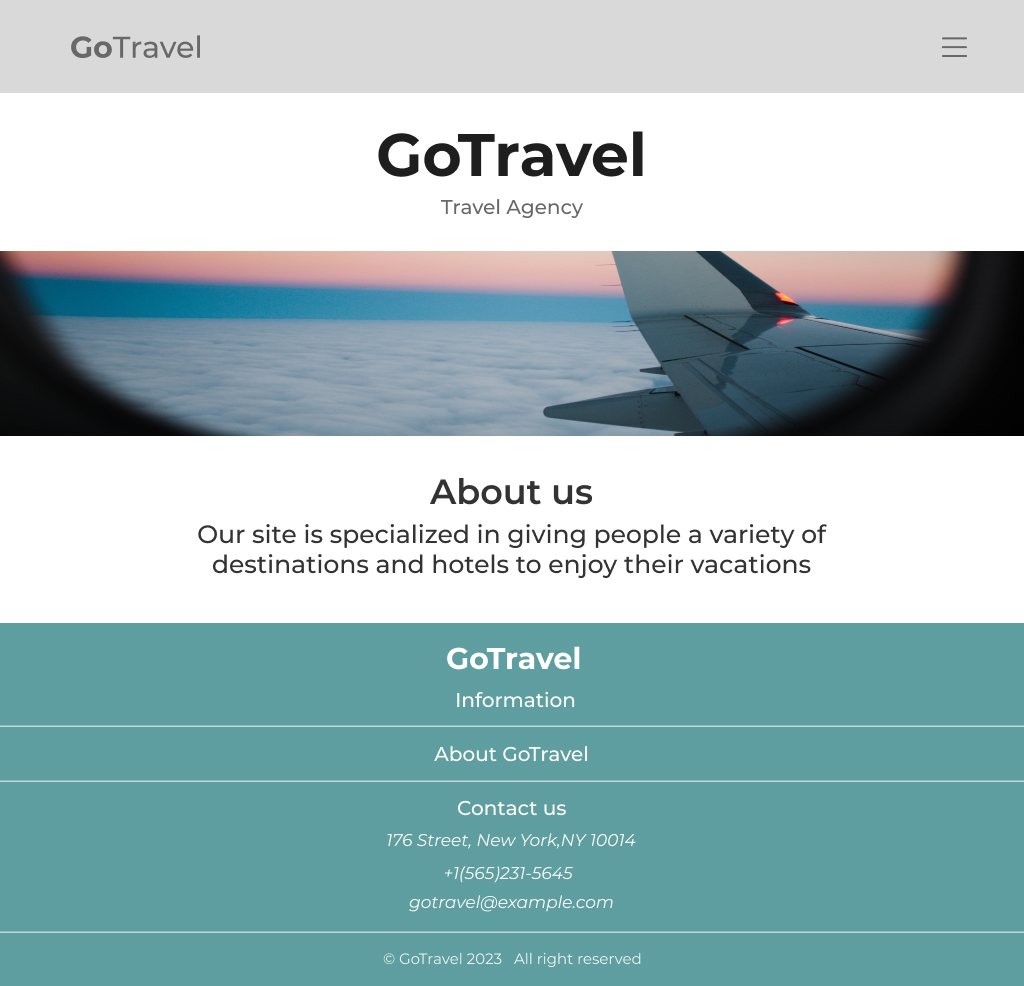 GoTravel
GoTravel
Travel Agency
About us
Our site is specialized in giving people a variety of
destinations and hotels to enjoy their vacations
GoTravel
Information
About GoTravel
Contact us
176 Street, New York,NY 10014
+1(565)231-5645
gotravel@example.com
© GoTravel 2023 All right reserved